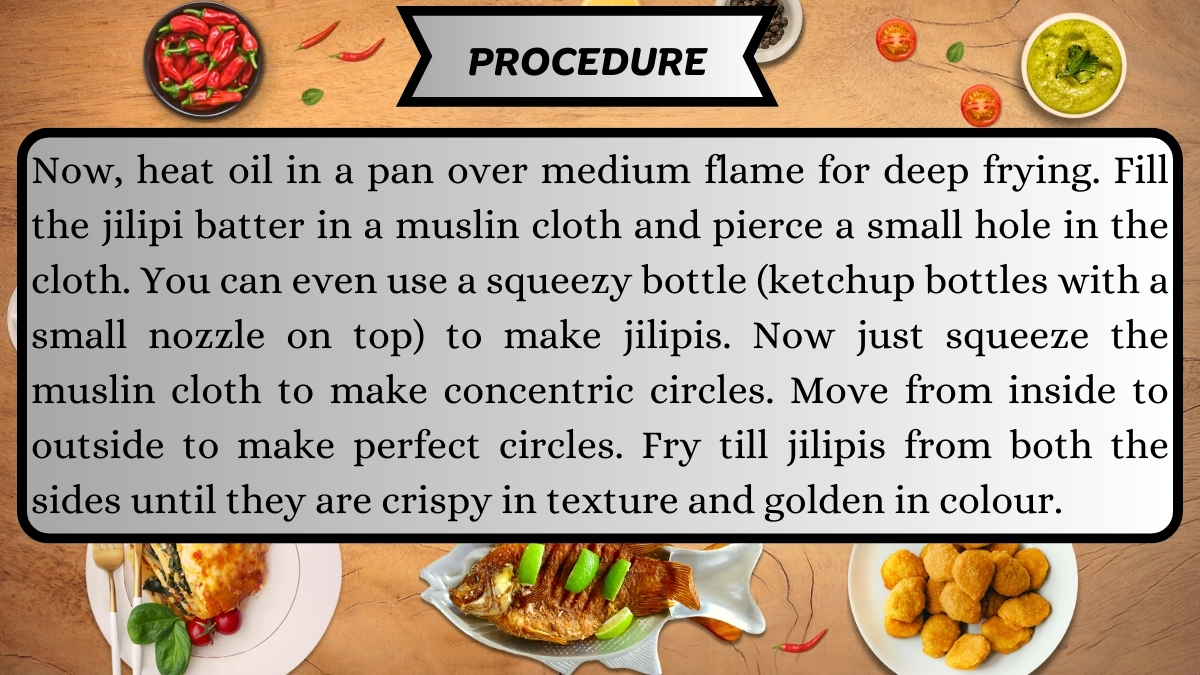 PROCEDURE
Now, heat oil in a pan over medium flame for deep frying. Fill
the jilipi batter in a muslin cloth and pierce a small hole in the
cloth. You can even use a squeezy bottle (ketchup bottles with a
small nozzle on top) to make jilipis. Now just squeeze the
muslin cloth to make concentric circles. Move from inside to
outside to make perfect circles. Fry till jilipis from both the
sides until they are crispy in texture and golden in colour.